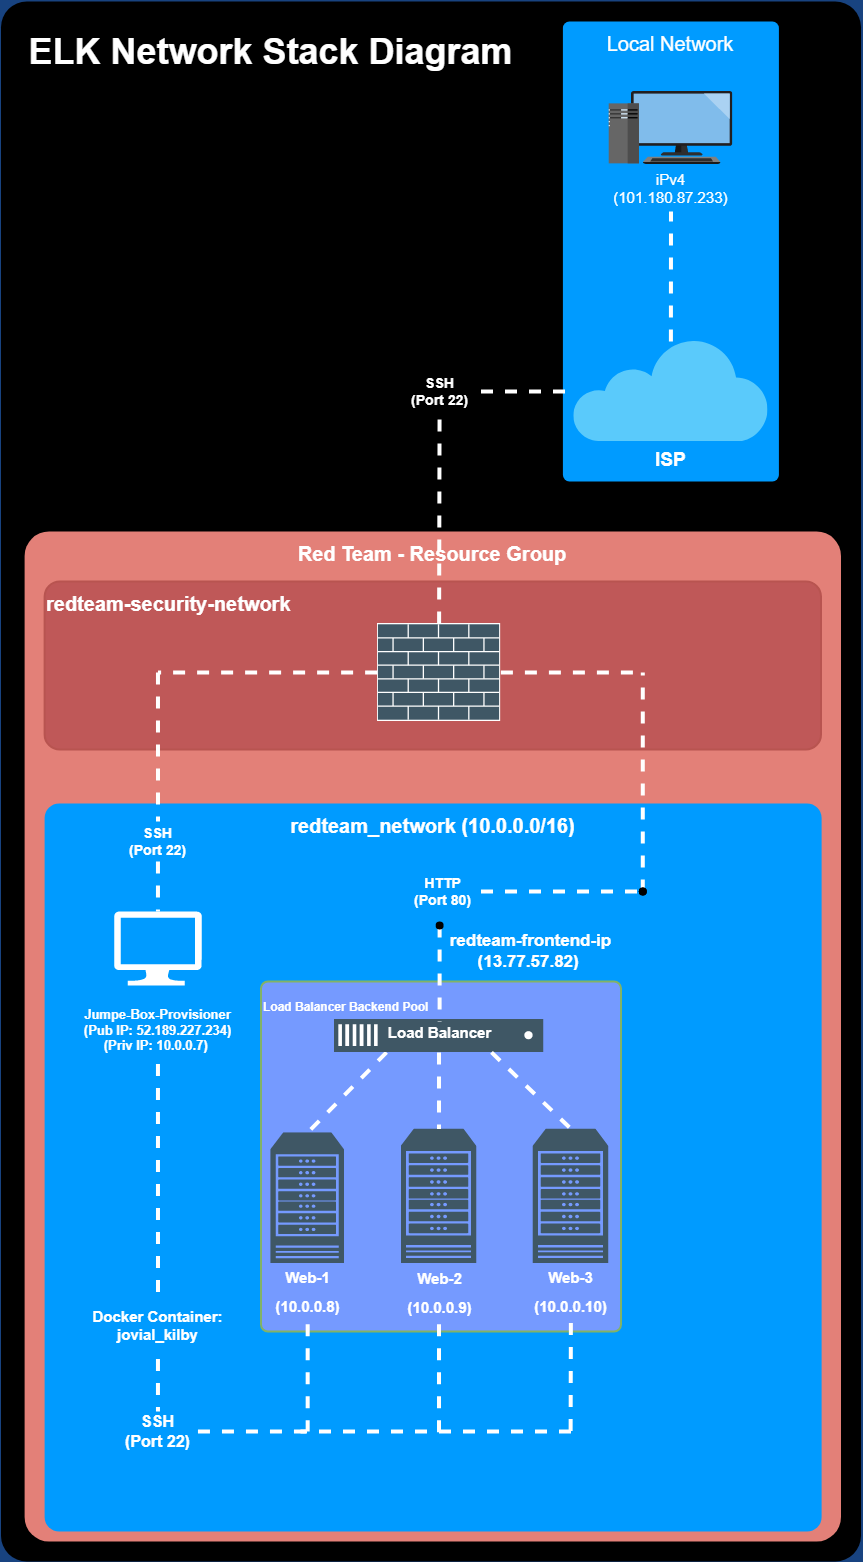 ELK Network Stack Diagram
Local Network
iPv4
(101.180.87.233)
SSH
(Port 22)
ISP
Red Team - Resource Group
redteam-security-network
redteam_network (10.0.0.0/16)
SSH
(Port 22)
HTTP
(Port 80)
redteam-frontend-ip
(13.77.57.82)
Jumpe-Box-Provisioner
(Pub IP: 52.189.227.234)
(Priv IP: 10.0.0.7)
Load Balancer Backend Pool
Load Balancer
Web-1
Web-2
Web-3
(10.0.0.8)
(10.0.0.9)
(10.0.0.10)
Docker Container:
jovial_kilby
SSH
(Port 22)